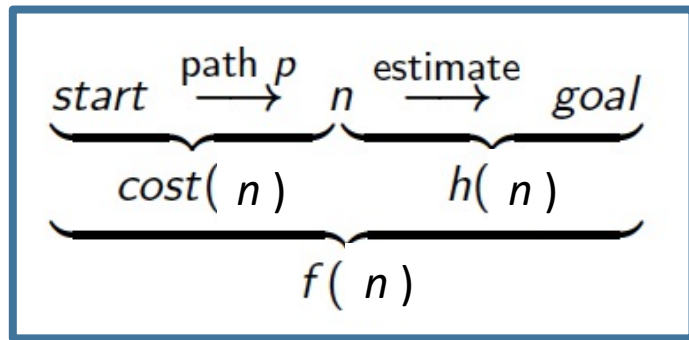 path p estimate
start → n → goal
cost( n ) h( n )
f( n )